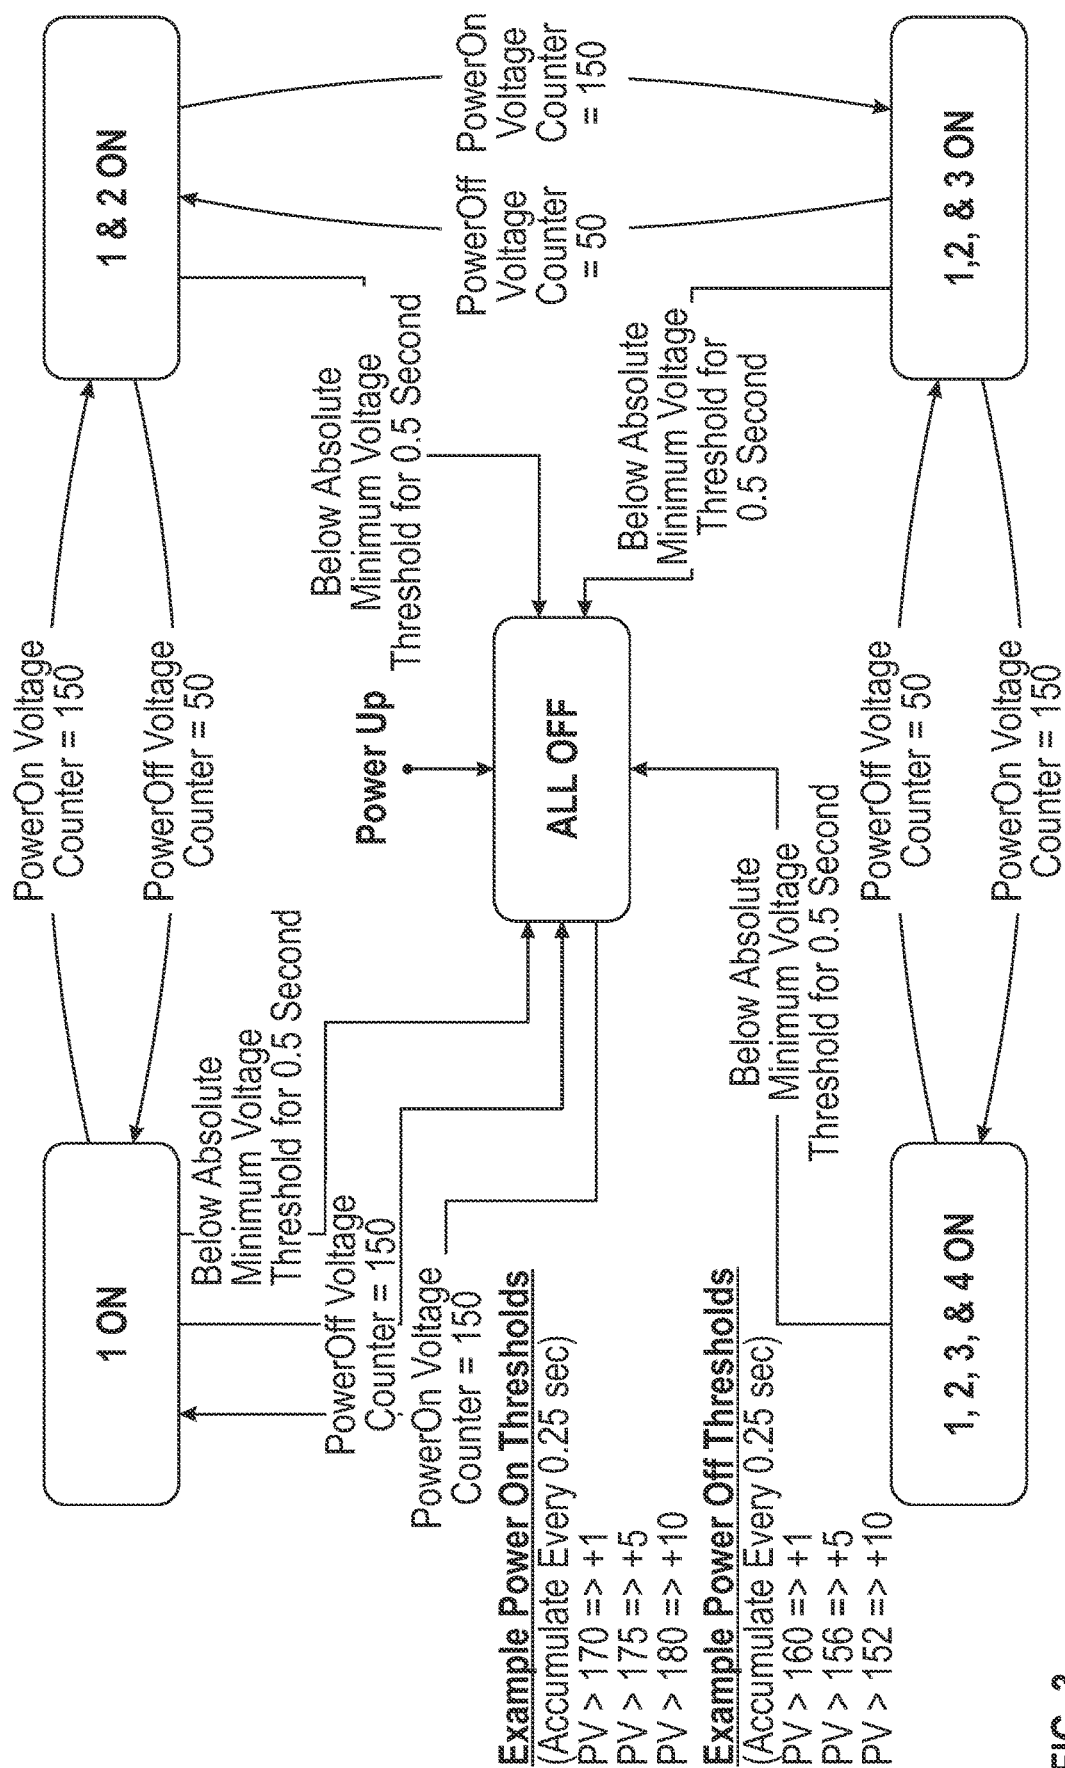 PowerOn Voltage
Counter = 150
PowerOff Voltage
Counter = 50
1 ON
1 & 2 ON
Below Absolute
Minimum Voltage
Threshold for 0.5 Second
Below Absolute
Minimum Voltage
Threshold for 0.5 Second
PowerOff Voltage
Counter = 150
PowerOn Voltage
Counter = 150
Power Up
ALL OFF
PowerOff
Voltage
Counter
= 50
PowerOn
Voltage
Counter
= 150
Example Power On Thresholds
(Accumulate Every 0.25 sec)
PV > 170 => +1
PV > 175 => +5
PV > 180 => +10
Example Power Off Thresholds
(Accumulate Every 0.25 sec)
PV > 160 => +1
PV > 156 => +5
PV > 152 => +10
Below Absolute
Minimum Voltage
Threshold for 0.5 Second
Below Absolute
Minimum Voltage
Threshold for
0.5 Second
1, 2, 3, & 4 ON
1,2, & 3 ON
PowerOff Voltage
Counter = 50
PowerOn Voltage
Counter = 150